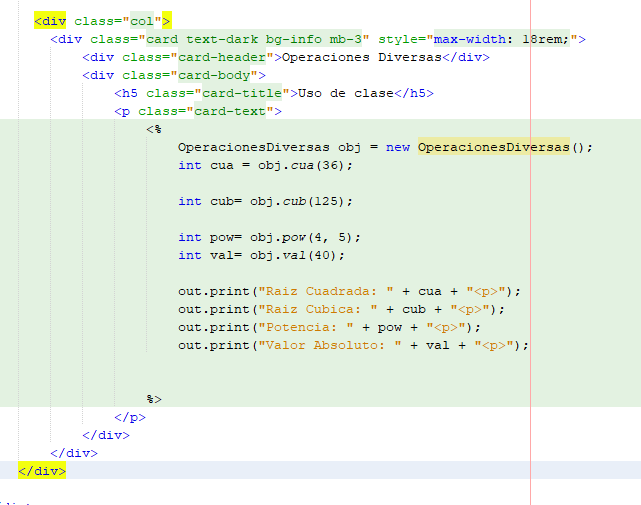 <div class="col">
<div class="card text-dark bg-info mb-3" style="max-width: 18rem;">
<div class="card-header">Operaciones Diversas</div>
<div class="card-body">
<h5 class="card-title">Uso de clase</h5>
<p class="card-text">
<%
OperacionesDiversas obj = new OperacionesDiversas();
int cua = obj.cua(36);
int cub= obj.cub(125);
int pow= obj.pow(4, 5);
int val= obj.val(40);
out.print("Raiz Cuadrada: " + cua + "<p>");
out.print("Raiz Cubica: " + cub + "<p>");
out.print("Potencia: " + pow + "<p>");
out.print("Valor Absoluto: " + val + "<p>");
%>
</p>
</div>
</div>
</div>